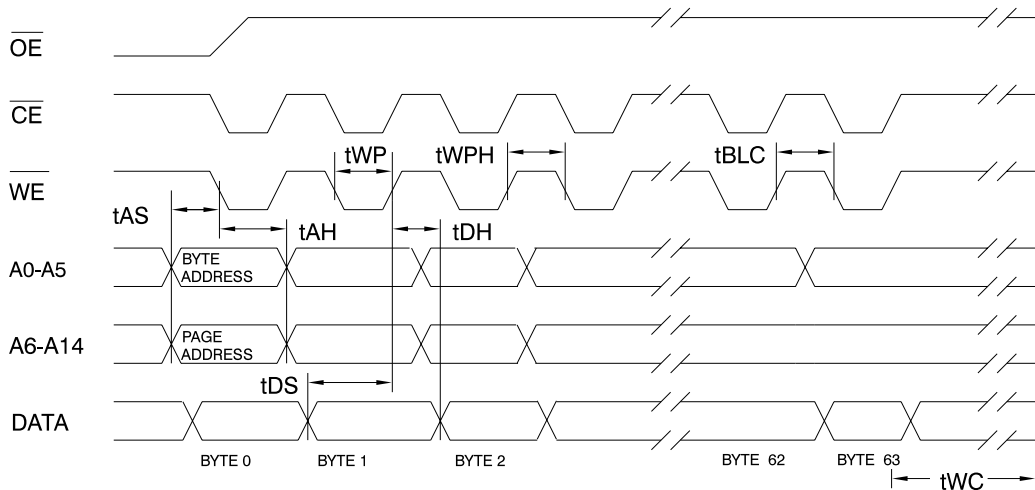 OE
CE
tWP
tWPH
tBLC
WE
tAS
tAH
tDH
A0-A5
BYTE
ADDRESS
A6-A14
PAGE
ADDRESS
tDS
DATA
BYTE 0
BYTE 1
BYTE 2
BYTE 62
BYTE 63
tWC